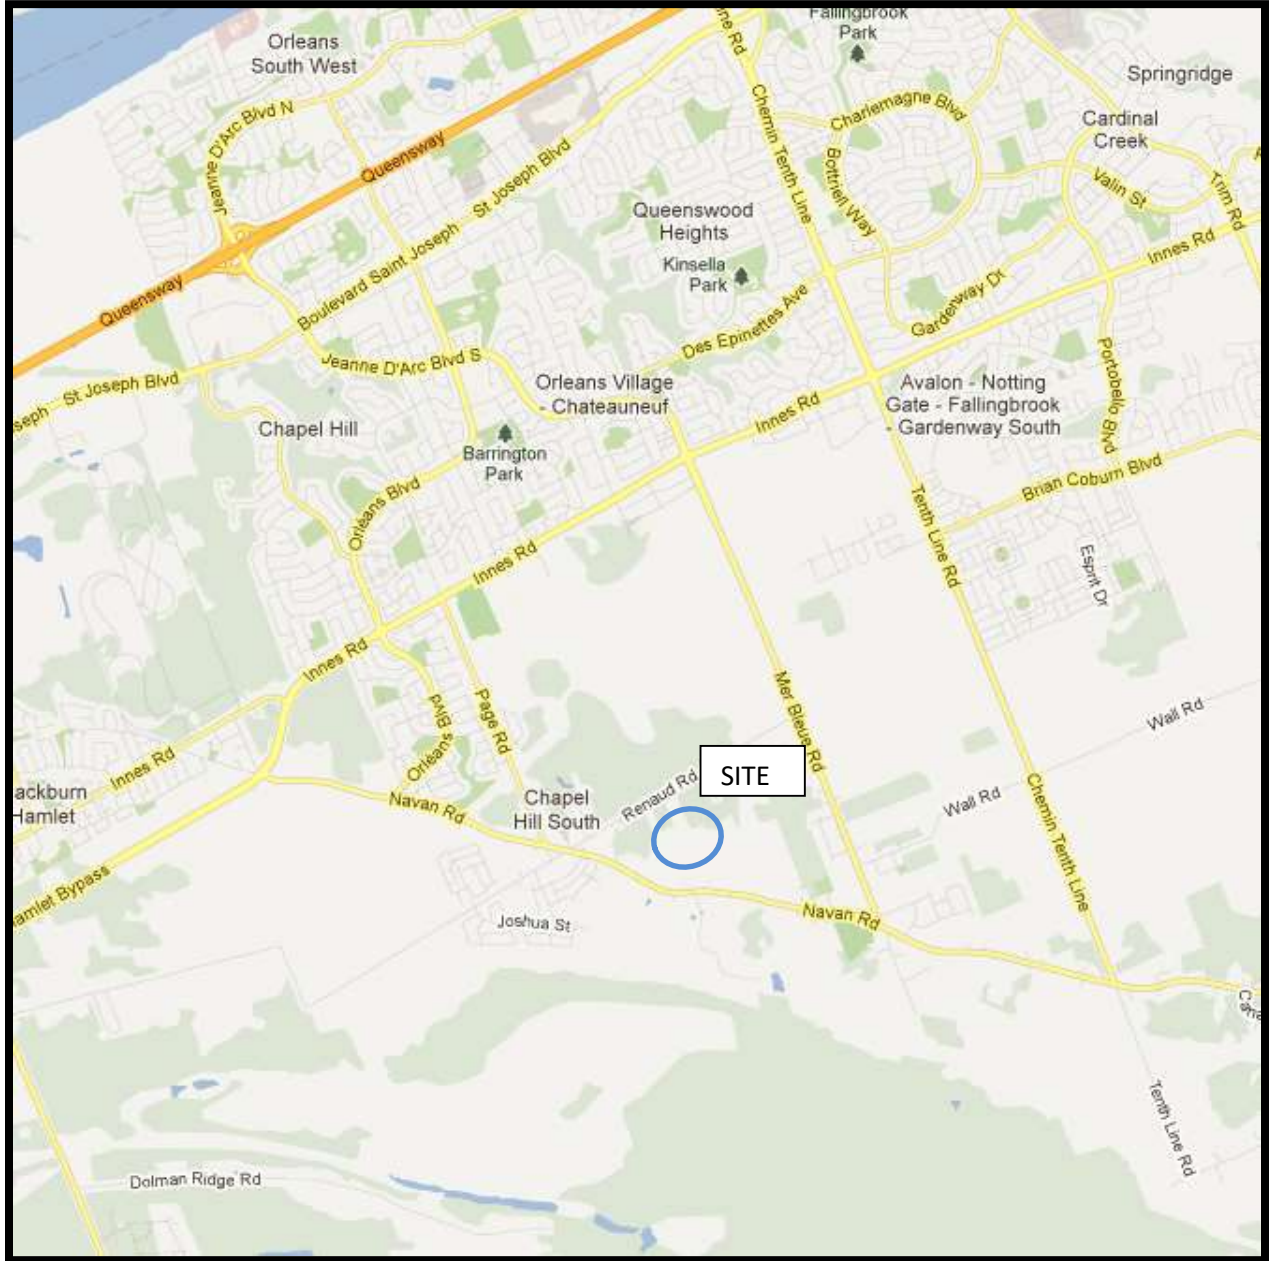 Fallingbrook
Park
Orleans
South West
Springridge
Cardinal
Creek
Jeanne D'Arc Blvd N
Queensway
St Joseph Blvd
Chemin Tenth Line
Charlemagne Blvd
Bottriell Way
Valin St
Trim Rd
Queenswood
Heights
Kinsella
Park
Innes Rd
Boulevard Saint Joseph
Queensway
Gardenway Dr
Des Epinettes Ave
Jeanne D'Arc Blvd S
St Joseph Blvd
Orleans Village
- Chateauneuf
Avalon - Notting
Gate - Fallingbrook
- Gardenway South
Portobello Blvd
Innes Rd
Chapel Hill
Barrington
Park
Orleans Blvd
Brian Coburn Blvd
Tenth Line Rd
Esprit Dr
Innes Rd
Innes Rd
Mer Bleue Rd
Page Rd
Orleans Blvd
Wall Rd
Innes Rd
SITE
Renaud Rd
Wall Rd
ackburn
Hamlet
Navan Rd
Chapel
Hill South
Chemin Tenth Line
amlet Bypass
Joshua St
Navan Rd
Tenth Line Rd
Dolman Ridge Rd